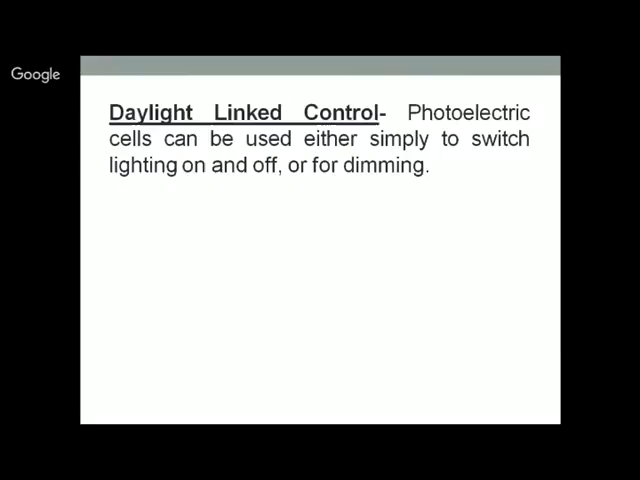 Google
Daylight Linked Control- Photoelectric
cells can be used either simply to switch
lighting on and off, or for dimming.